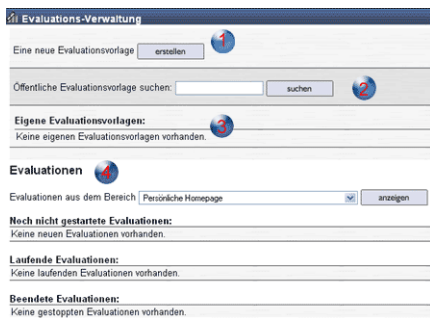 Evaluations-Verwaltung
Eine neue Evaluationsvorlage erstellen 1
Öffentliche Evaluationsvorlage suchen: suchen 2
Eigene Evaluationsvorlagen: 3
Keine eigenen Evaluationsvorlagen vorhanden.
Evaluationen 4
Evaluationen aus dem Bereich Persönliche Homepage anzeigen
Noch nicht gestartete Evaluationen:
Keine neuen Evaluationen vorhanden.
Laufende Evaluationen:
Keine laufenden Evaluationen vorhanden.
Beendete Evaluationen:
Keine gestoppten Evaluationen vorhanden.